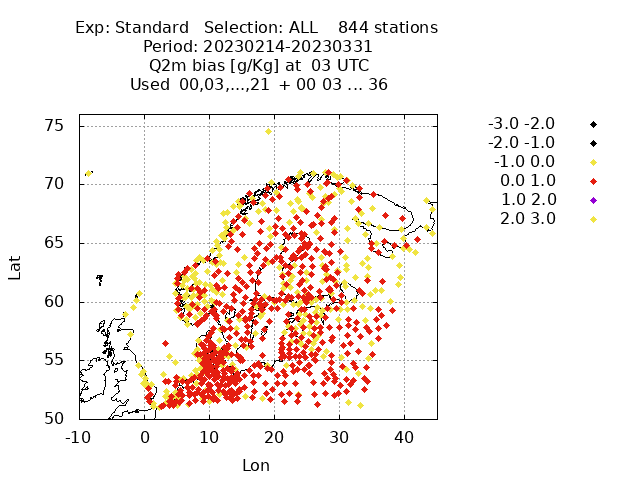 Exp: Standard   Selection: ALL    844 stations
Period: 20230214-20230331
Q2m bias [g/Kg] at  03 UTC
Used  00,03,...,21  + 00 03 ... 36
-3.0 -2.0
-2.0 -1.0
-1.0 0.0
0.0 1.0
1.0 2.0
2.0 3.0
75
70
65
60
55
50
Lat
-10 0 10 20 30 40
Lon